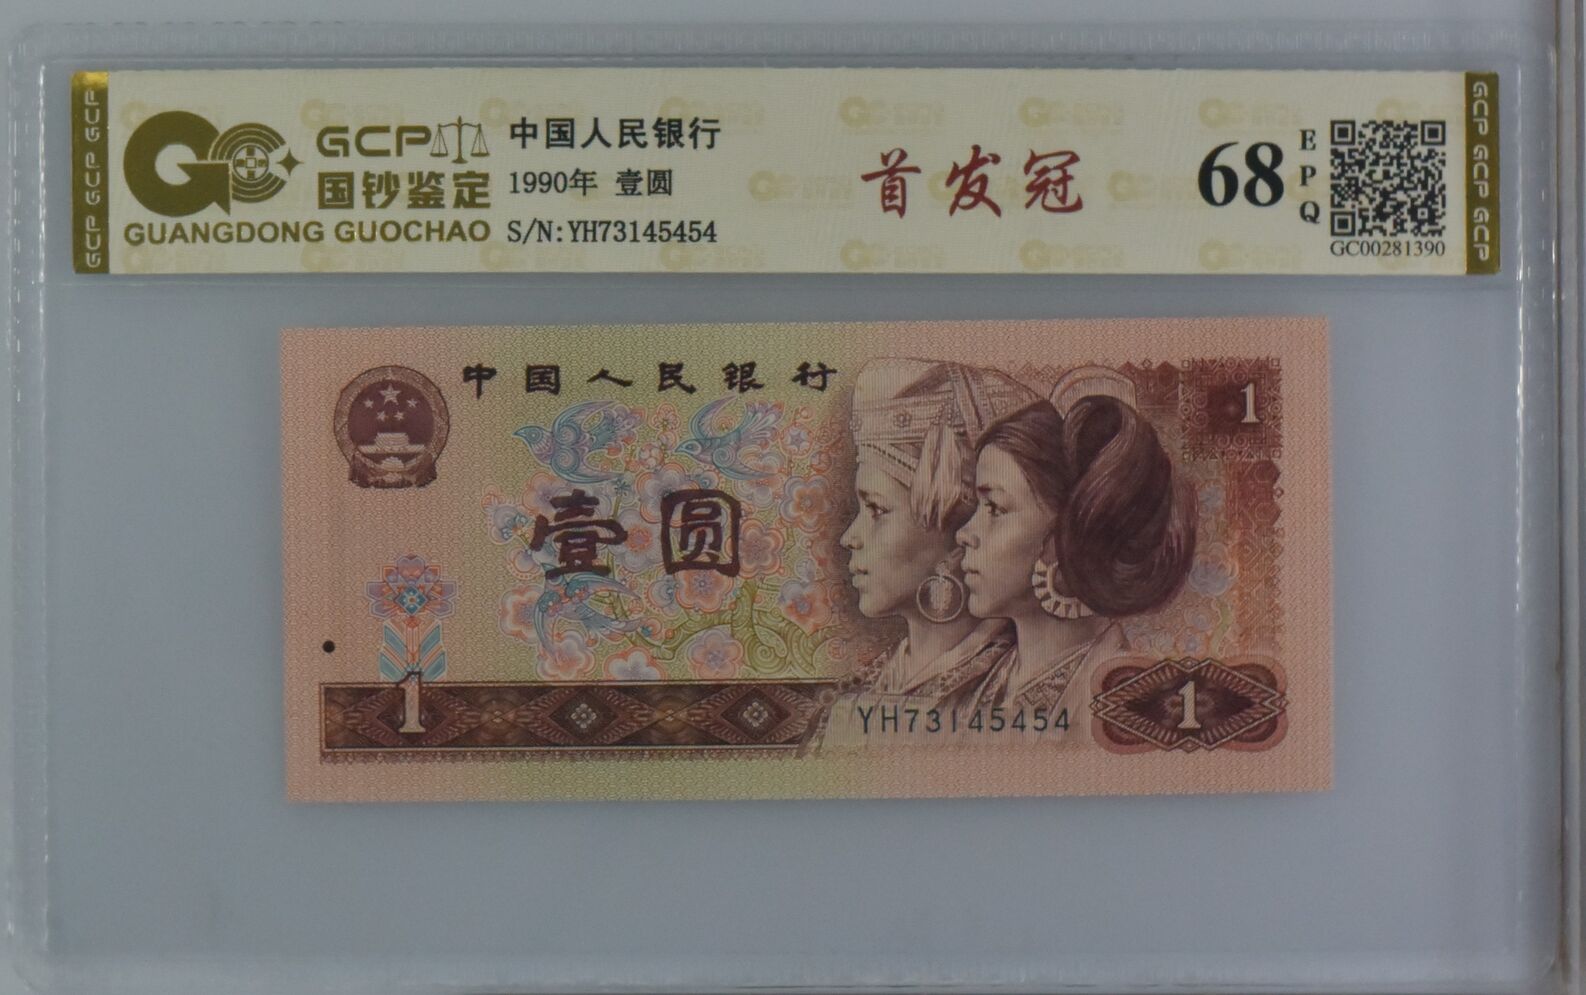 GCP
国钞鉴定
GUANGDONG GUOCHAO
中国人民银行
1990年 壹圆
S/N:YH73145454
首发冠
68
EPQ
GC00281390
GCP GCP GCP
GCP GCP GCP
中国人民银行
1
壹圆
1
YH73145454
1